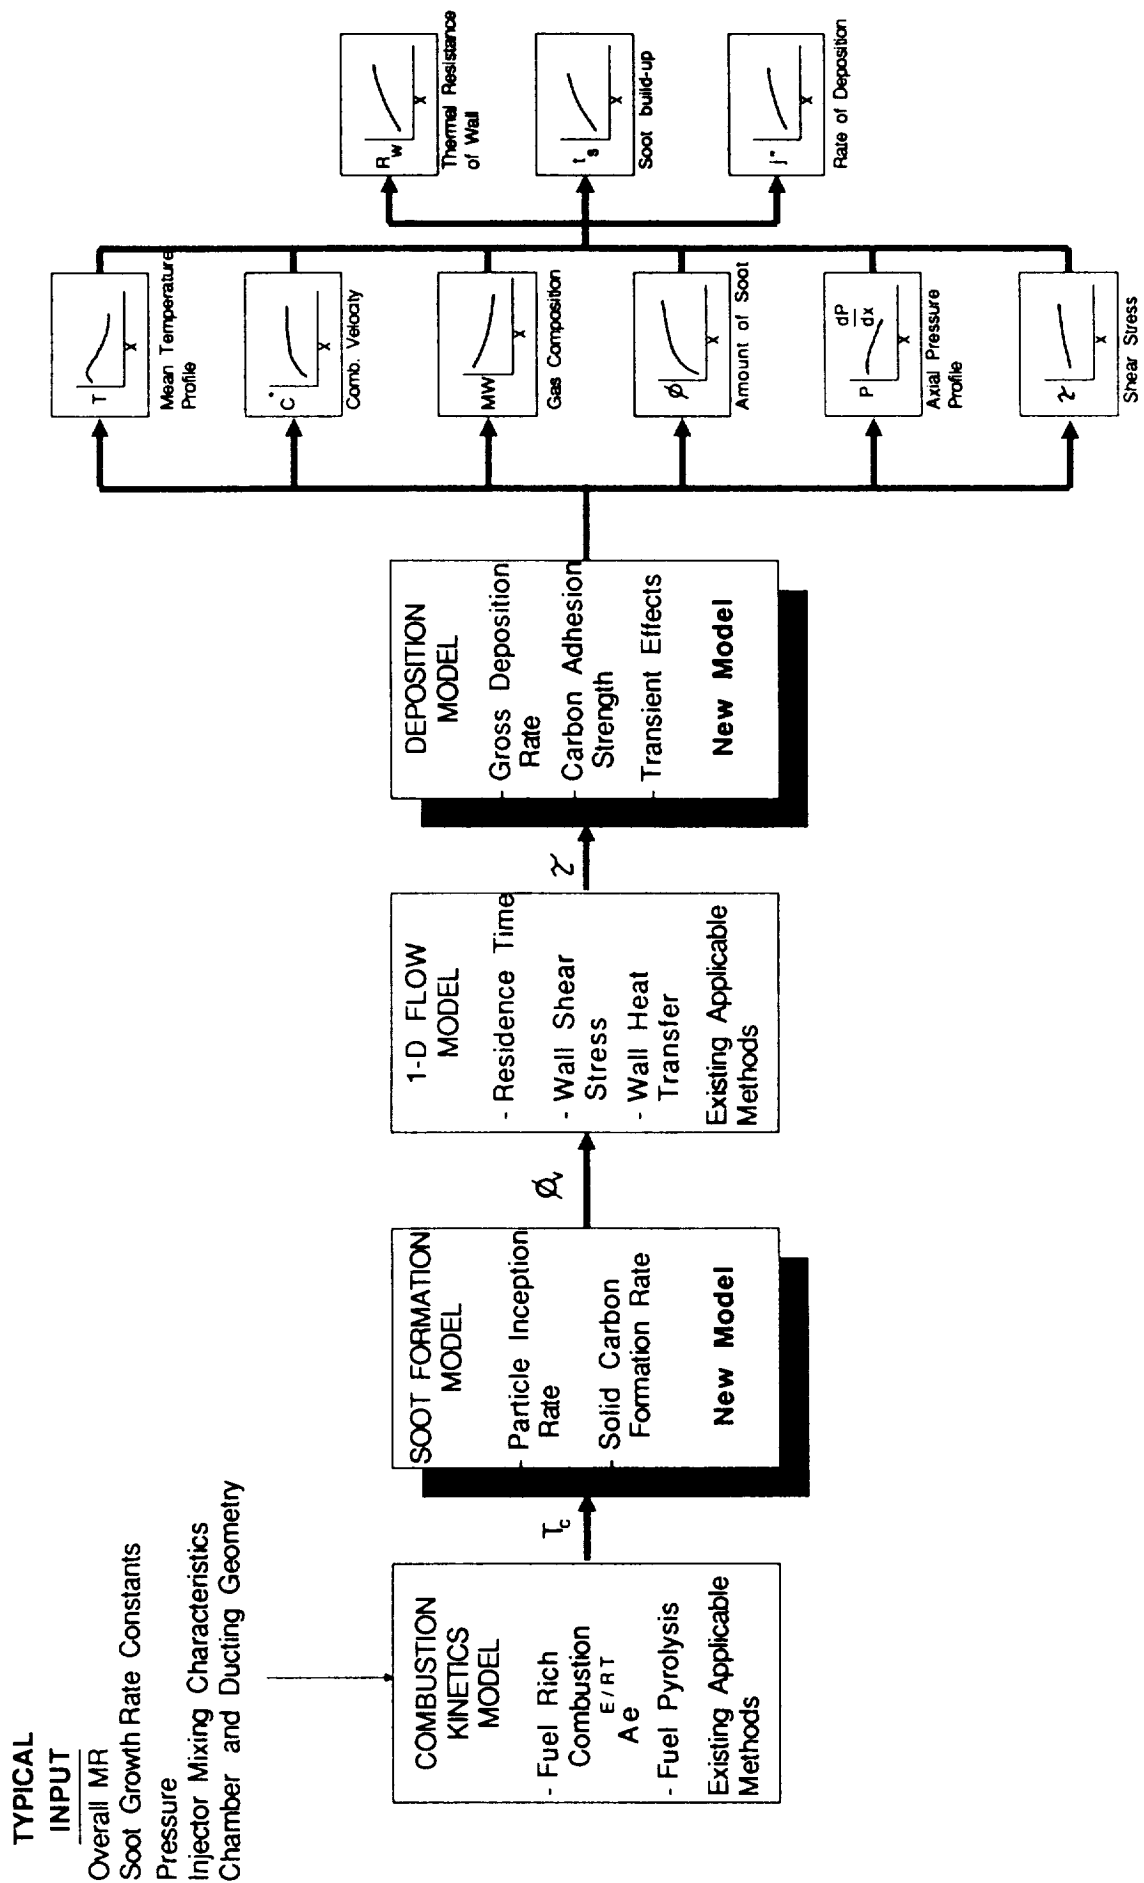 TYPICAL
INPUT
Overall MR
Soot Growth Rate Constants
Pressure
Injector Mixing Characteristics
Chamber and Ducting Geometry
COMBUSTION
KINETICS
MODEL
- Fuel Rich
Combustion
E/RT
Ae
- Fuel Pyrolysis
Existing Applicable
Methods
Tc
SOOT FORMATION
MODEL
- Particle Inception
Rate
- Solid Carbon
Formation Rate
New Model
Øv
1-D FLOW
MODEL
- Residence Time
- Wall Shear
Stress
- Wall Heat
Transfer
Existing Applicable
Methods
τ
DEPOSITION
MODEL
- Gross Deposition
Rate
- Carbon Adhesion
Strength
- Transient Effects
New Model
T
X
Mean Temperature
Profile
C*
X
Comb. Velocity
MW
X
Gas Composition
Ø
X
Amount of Soot
P
dP
dx
X
Axial Pressure
Profile
τ
X
Shear Stress
Rw
X
Thermal Resistance
of Wall
ts
X
Soot build-up
j"
X
Rate of Deposition